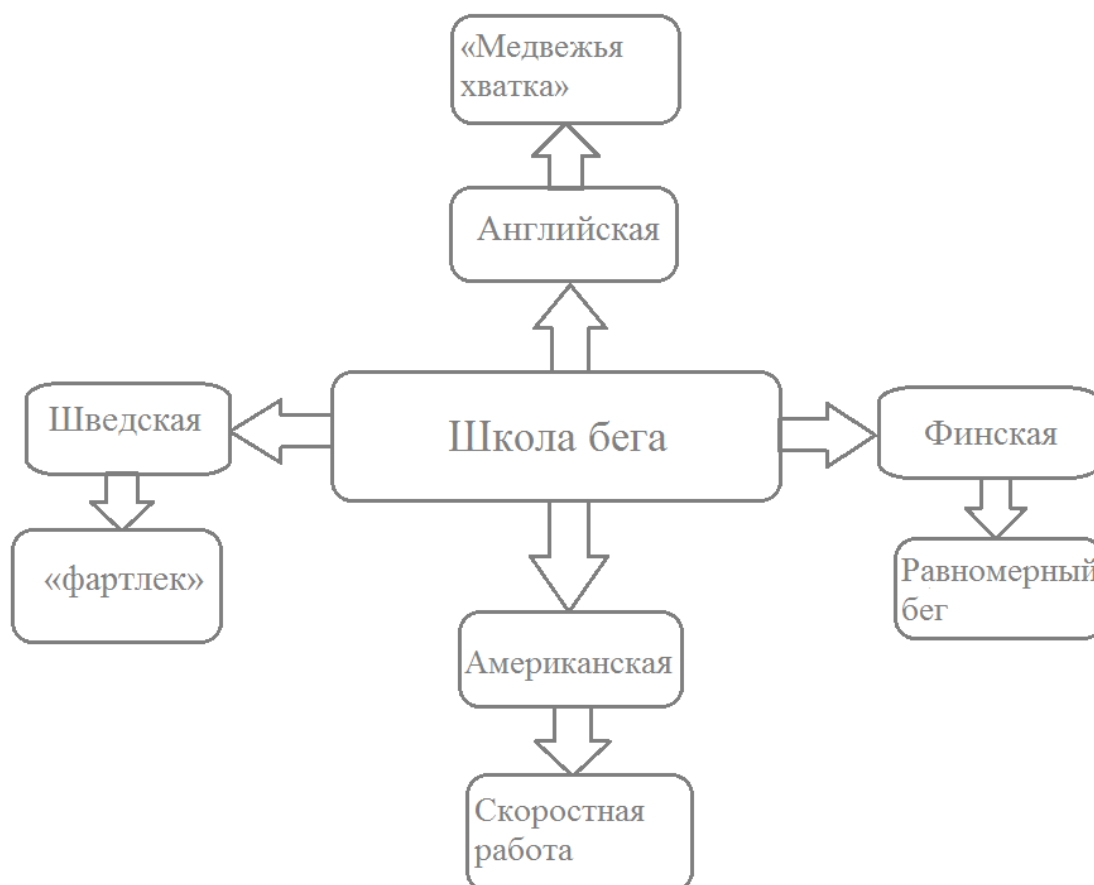 «Медвежья
хватка»
Английская
Шведская
Школа бега
Финская
«фартлек»
Равномерный
бег
Американская
Скоростная
работа